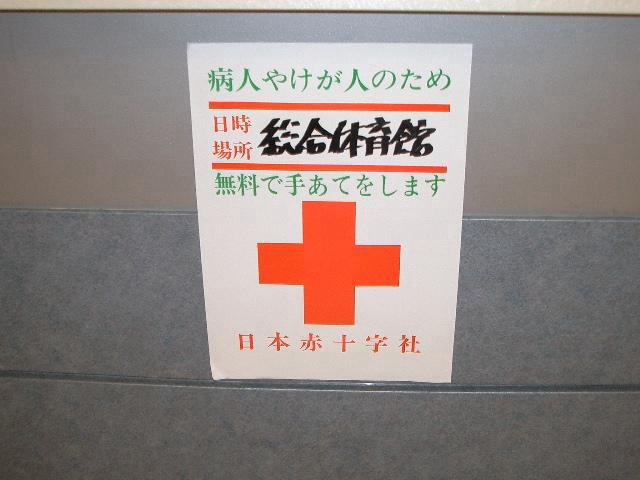 病人やけが人のため
日時
場所 総合体育館
無料で手あてをします
日本赤十字社